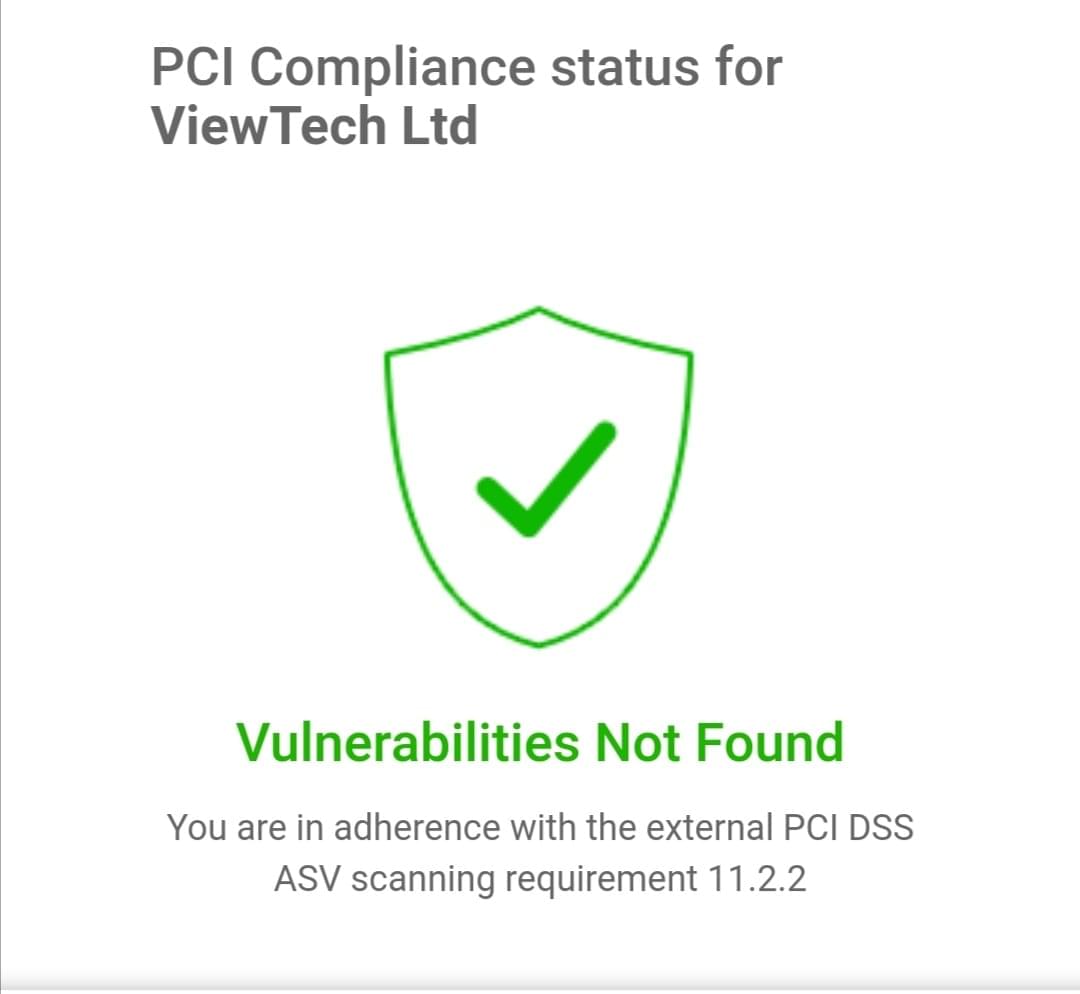 PCI Compliance status for
ViewTech Ltd
Vulnerabilities Not Found
You are in adherence with the external PCI DSS
ASV scanning requirement 11.2.2